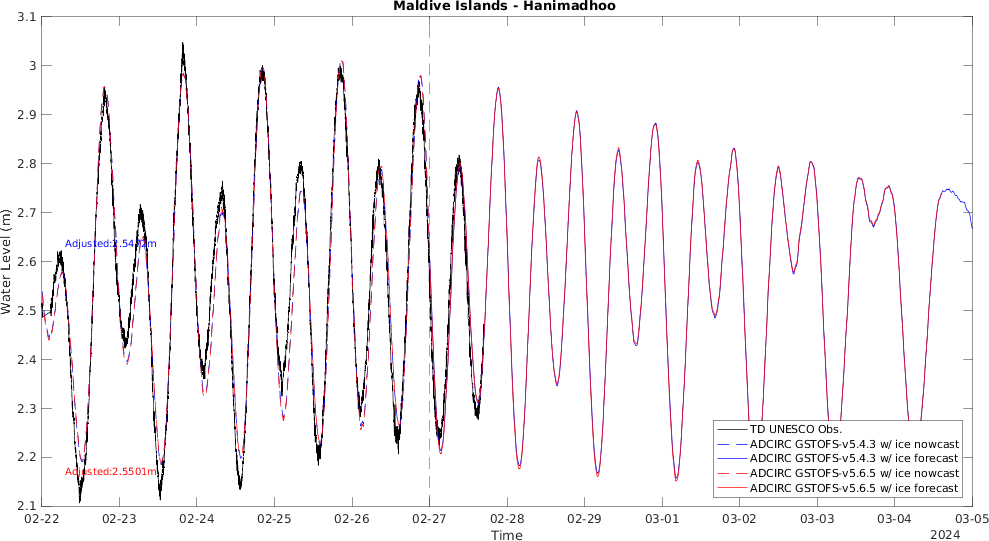 Maldive Islands - Hanimadhoo
3.1
3
2.9
2.8
2.7
2.6
2.5
2.4
2.3
2.2
2.1
Water Level (m)
Adjusted:2.5432m
Adjusted:2.5501m
TD UNESCO Obs.
ADCIRC GSTOFS-v5.4.3 w/ ice nowcast
ADCIRC GSTOFS-v5.4.3 w/ ice forecast
ADCIRC GSTOFS-v5.6.5 w/ ice nowcast
ADCIRC GSTOFS-v5.6.5 w/ ice forecast
02-22 02-23 02-24 02-25 02-26 02-27 02-28 02-29 03-01 03-02 03-03 03-04 03-05
Time
2024